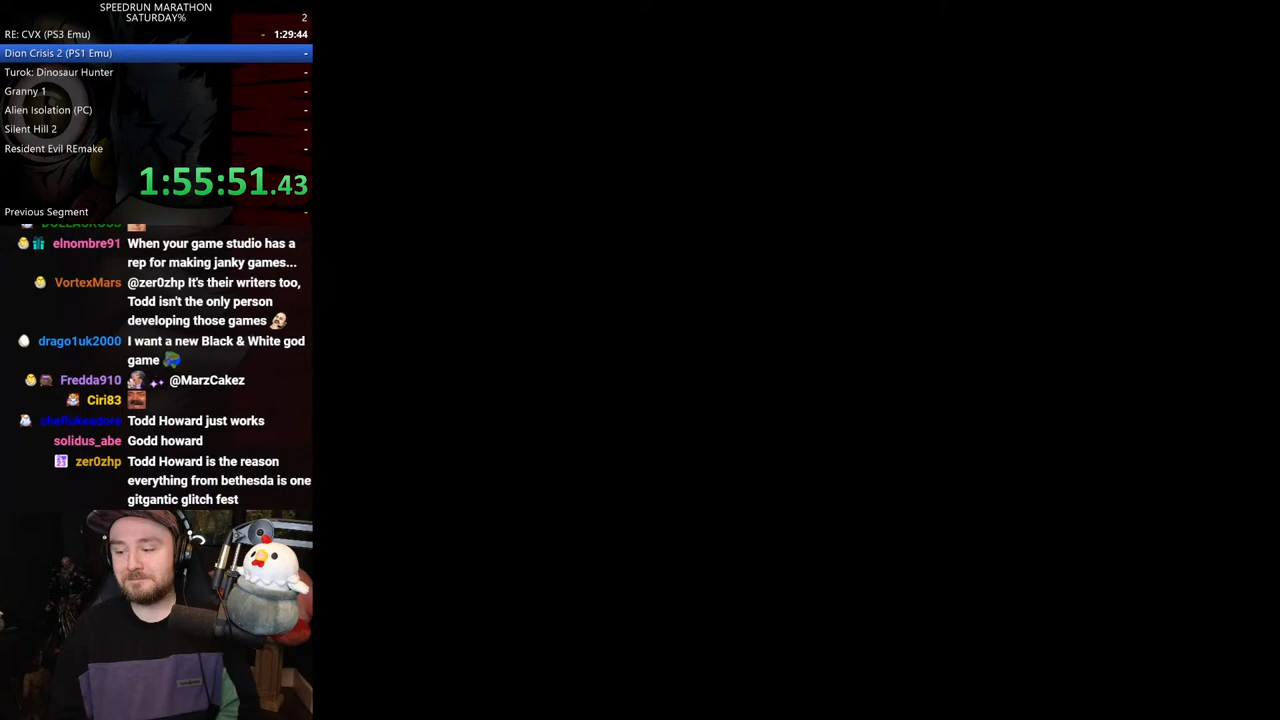 SPEEDRUN MARATHON
SATURDAY%
2
RE: CVX (PS3 Emu) - 1:29:44
Dion Crisis 2 (PS1 Emu) -
Turok: Dinosaur Hunter -
Granny 1 -
Alien Isolation (PC) -
Silent Hill 2 -
Resident Evil REmake -
1:55:51.43
Previous Segment -
elnombre91 When your game studio has a
rep for making janky games...
VortexMars @zer0zhp It's their writers too,
Todd isn't the only person
developing those games
drago1uk2000 I want a new Black & White god
game
Fredda910 @MarzCakez
Ciri83
Todd Howard just works
solidus_abe Godd howard
zer0zhp Todd Howard is the reason
everything from bethesda is one
gitgantic glitch fest